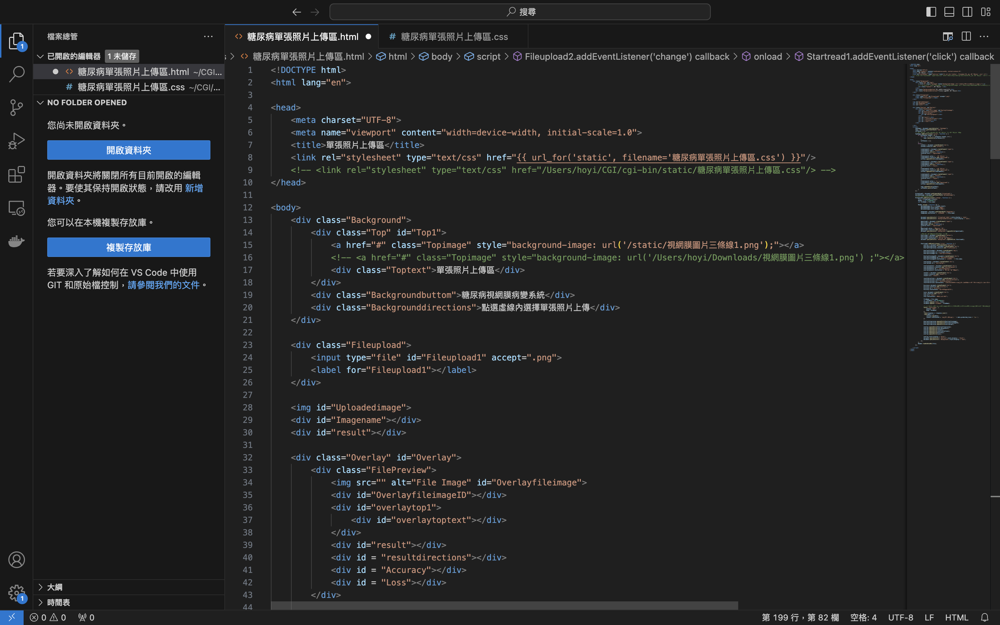 搜尋
檔案總管
已開啟的編輯器 1 未儲存
糖尿病單張照片上傳區.html ~/CGI...
# 糖尿病單張照片上傳區.css ~/CGI/...
NO FOLDER OPENED
您尚未開啟資料夾。
開啟資料夾
開啟資料夾將關閉所有目前開啟的編輯
器。要使其保持開啟狀態，請改用 新增
資料夾。
您可以在本機複製存放庫。
複製存放庫
若要深入了解如何在 VS Code 中使用
GIT 和原始檔控制，請參閱我們的文件。
大綱
時間表
1
1
糖尿病單張照片上傳區.html
# 糖尿病單張照片上傳區.css
糖尿病單張照片上傳區.html > html > body > script > Fileupload2.addEventListener('change') callback > onload > Startread1.addEventListener('click') callback
1 <!DOCTYPE html>
2 <html lang="en">
3
4 <head>
5 <meta charset="UTF-8">
6 <meta name="viewport" content="width=device-width, initial-scale=1.0">
7 <title>單張照片上傳區</title>
8 <link rel="stylesheet" type="text/css" href="{{ url_for('static', filename='糖尿病單張照片上傳區.css') }}"/>
9 <!-- <link rel="stylesheet" type="text/css" href="/Users/hoyi/CGI/cgi-bin/static/糖尿病單張照片上傳區.css"/> -->
10 </head>
11
12 <body>
13 <div class="Background">
14 <div class="Top" id="Top1">
15 <a href="#" class="Topimage" style="background-image: url('/static/視網膜圖片三條線1.png');"></a>
16 <!-- <a href="#" class="Topimage" style="background-image: url('/Users/hoyi/Downloads/視網膜圖片三條線1.png') ;"></a>
17 <div class="Toptext">單張照片上傳區</div>
18 </div>
19 <div class="Backgroundbuttom">糖尿病視網膜病變系統</div>
20 <div class="Backgrounddirections">點選虛線內選擇單張照片上傳</div>
21 </div>
22
23 <div class="Fileupload">
24 <input type="file" id="Fileupload1" accept=".png">
25 <label for="Fileupload1"></label>
26 </div>
27
28 <img id="Uploadedimage">
29 <div id="Imagename"></div>
30 <div id="result"></div>
31
32 <div class="Overlay" id="Overlay">
33 <div class="FilePreview">
34 <img src="" alt="File Image" id="Overlayfileimage">
35 <div id="OverlayfileimageID"></div>
36 <div id="overlaytop1">
37 <div id="overlaytoptext"></div>
38 </div>
39 <div id="result"></div>
40 <div id = "resultdirections"></div>
41 <div id = "Accuracy"></div>
42 <div id = "Loss"></div>
43 </div>
44
0 0 0
第 199 行，第 82 欄 空格: 4 UTF-8 LF HTML